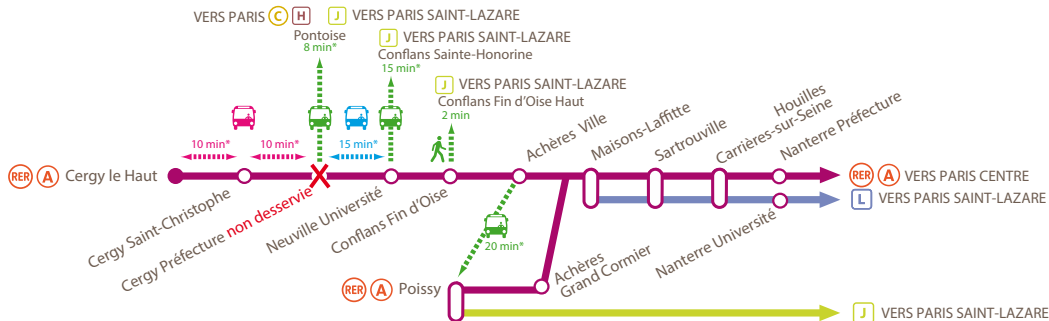 VERS PARIS C H J VERS PARIS SAINT-LAZARE
Pontoise
8 min*
J VERS PARIS SAINT-LAZARE
Conflans Sainte-Honorine
15 min*
J VERS PARIS SAINT-LAZARE
Conflans Fin d'Oise Haut
2 min
10 min*
10 min*
15 min*
Achères Ville
Maisons-Laffitte
Sartrouville
Houilles
Carrières-sur-Seine
Nanterre Préfecture
RER A Cergy le Haut
RER A VERS PARIS CENTRE
L VERS PARIS SAINT-LAZARE
Cergy Saint-Christophe
Cergy Préfecture non desservie
Neuville Université
Conflans Fin d'Oise
20 min*
Nanterre Université
Achères
Grand Cormier
RER A Poissy
J VERS PARIS SAINT-LAZARE